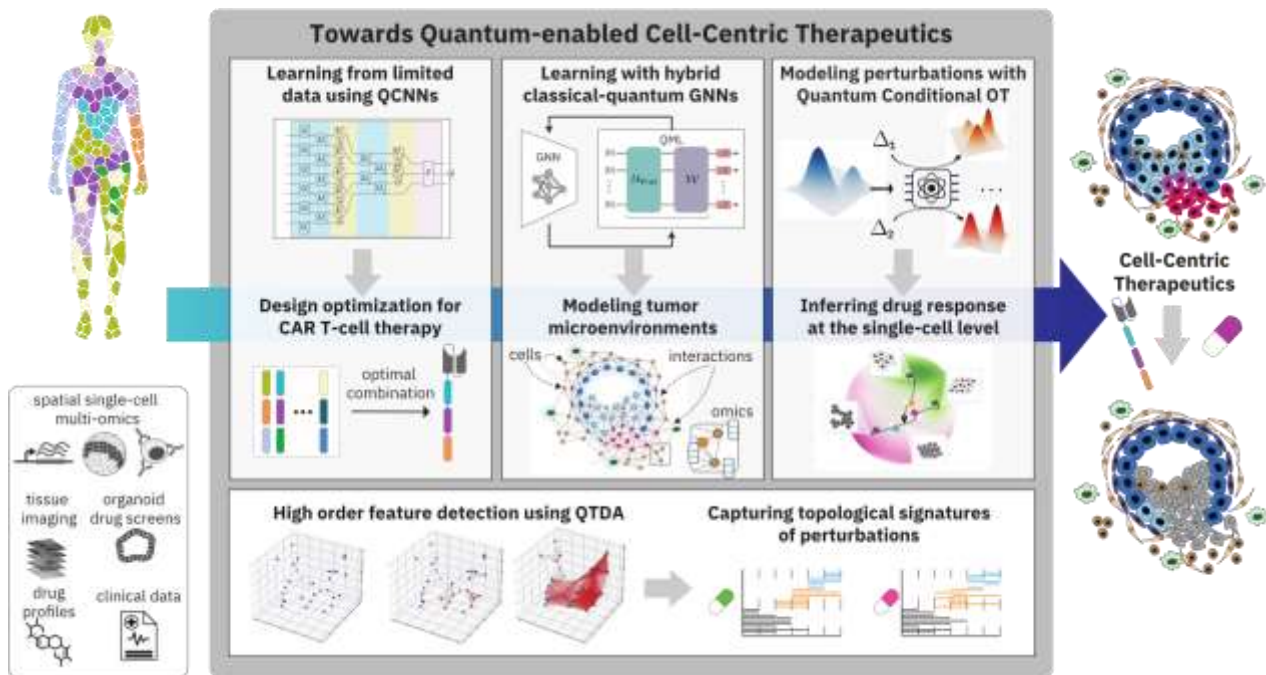 Towards Quantum-enabled Cell-Centric Therapeutics
Learning from limited
data using QCNNs
Learning with hybrid
classical-quantum GNNs
GNN
QML
Modeling perturbations with
Quantum Conditional OT
Δ₁
...
Δ₂
Design optimization for
CAR T-cell therapy
optimal
combination
...
Modeling tumor
microenvironments
cells
interactions
omics
Inferring drug response
at the single-cell level
Cell-Centric
Therapeutics
spatial single-cell
multi-omics
tissue
imaging
organoid
drug screens
drug
profiles
clinical data
High order feature detection using QTDA
Capturing topological signatures
of perturbations